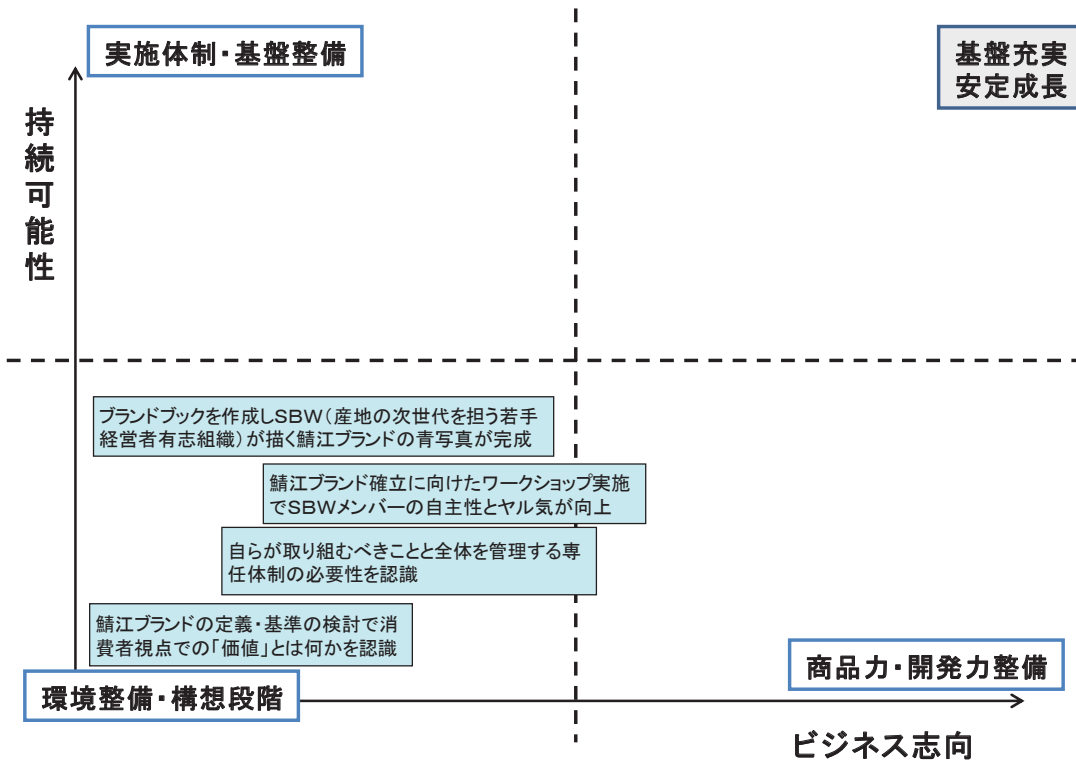 実施体制・基盤整備
基盤充実
安定成長
持続可能性
ブランドブックを作成しSBW(産地の次世代を担う若手
経営者有志組織)が描く鯖江ブランドの青写真が完成
鯖江ブランド確立に向けたワークショップ実施
でSBWメンバーの自主性とヤル気が向上
自らが取り組むべきことと全体を管理する専
任体制の必要性を認識
鯖江ブランドの定義・基準の検討で消
費者視点での「価値」とは何かを認識
環境整備・構想段階
商品力・開発力整備
ビジネス志向